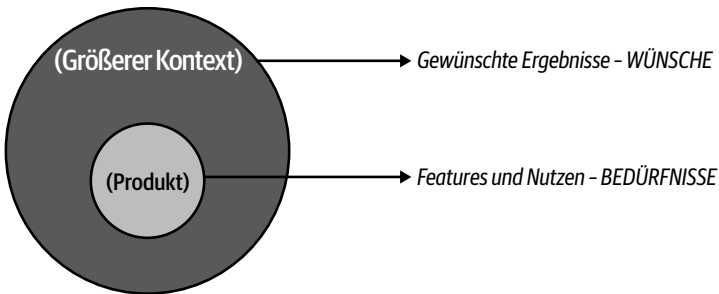 (Größerer Kontext)
Gewünschte Ergebnisse – WÜNSCHE
(Produkt)
Features und Nutzen – BEDÜRFNISSE